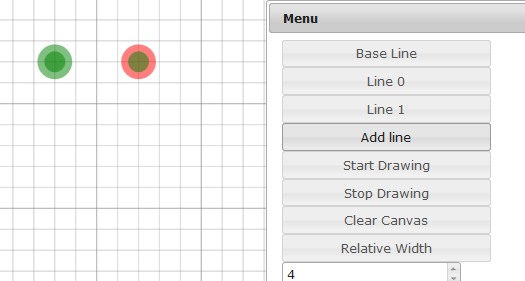 Menu
Base Line
Line 0
Line 1
Add line
Start Drawing
Stop Drawing
Clear Canvas
Relative Width
4